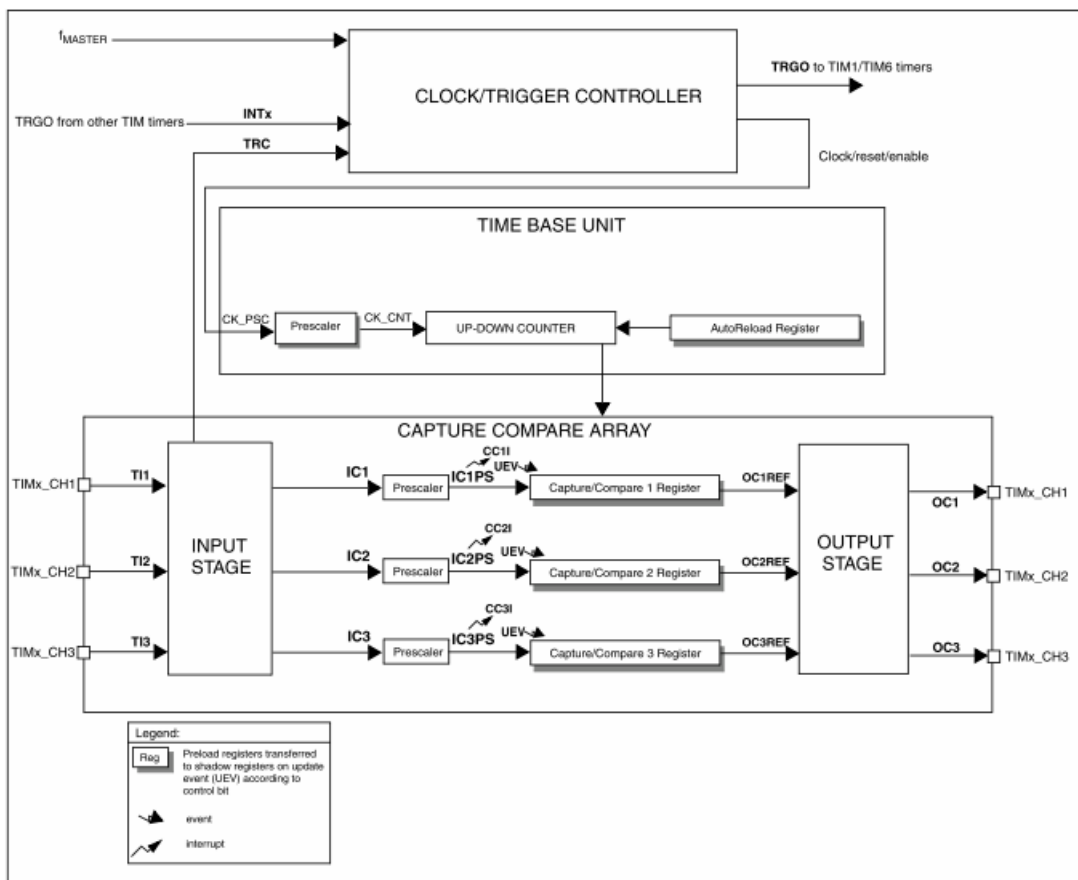 fMASTER
CLOCK/TRIGGER CONTROLLER
TRGO to TIM1/TIM6 timers
TRGO from other TIM timers
INTx
TRC
Clock/reset/enable
TIME BASE UNIT
CK_PSC
Prescaler
CK_CNT
UP-DOWN COUNTER
AutoReload Register
CAPTURE COMPARE ARRAY
TIMx_CH1
TI1
INPUT
STAGE
IC1
Prescaler
IC1PS
CC1I
UEV
Capture/Compare 1 Register
OC1REF
OUTPUT
STAGE
OC1
TIMx_CH1
TIMx_CH2
TI2
IC2
Prescaler
IC2PS
CC2I
UEV
Capture/Compare 2 Register
OC2REF
OC2
TIMx_CH2
TIMx_CH3
TI3
IC3
Prescaler
IC3PS
CC3I
UEV
Capture/Compare 3 Register
OC3REF
OC3
TIMx_CH3
Legend:
Reg
Preload registers transferred
to shadow registers on update
event (UEV) according to
control bit
event
interrupt